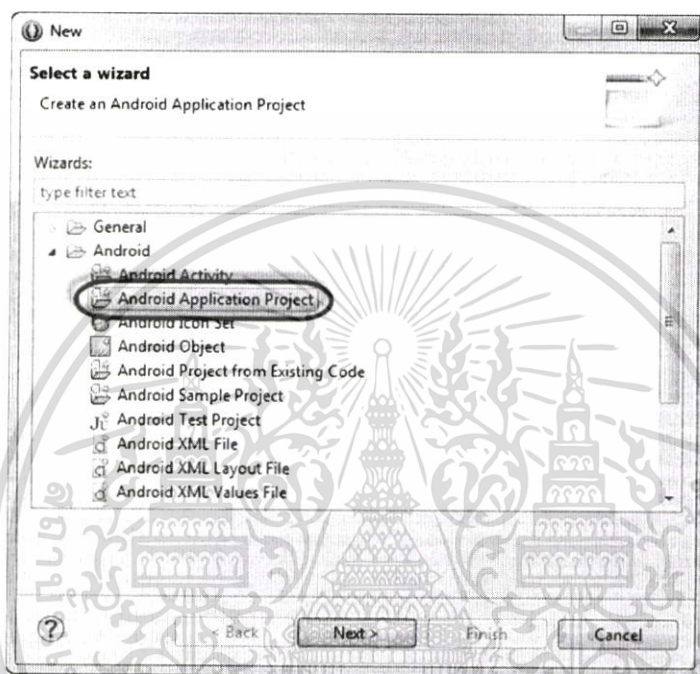 New
Select a wizard
Create an Android Application Project
Wizards:
type filter text
General
Android
Android Activity
Android Application Project
Android Icon Set
Android Object
Android Project from Existing Code
Android Sample Project
Android Test Project
Android XML File
Android XML Layout File
Android XML Values File
< Back
Next >
Finish
Cancel